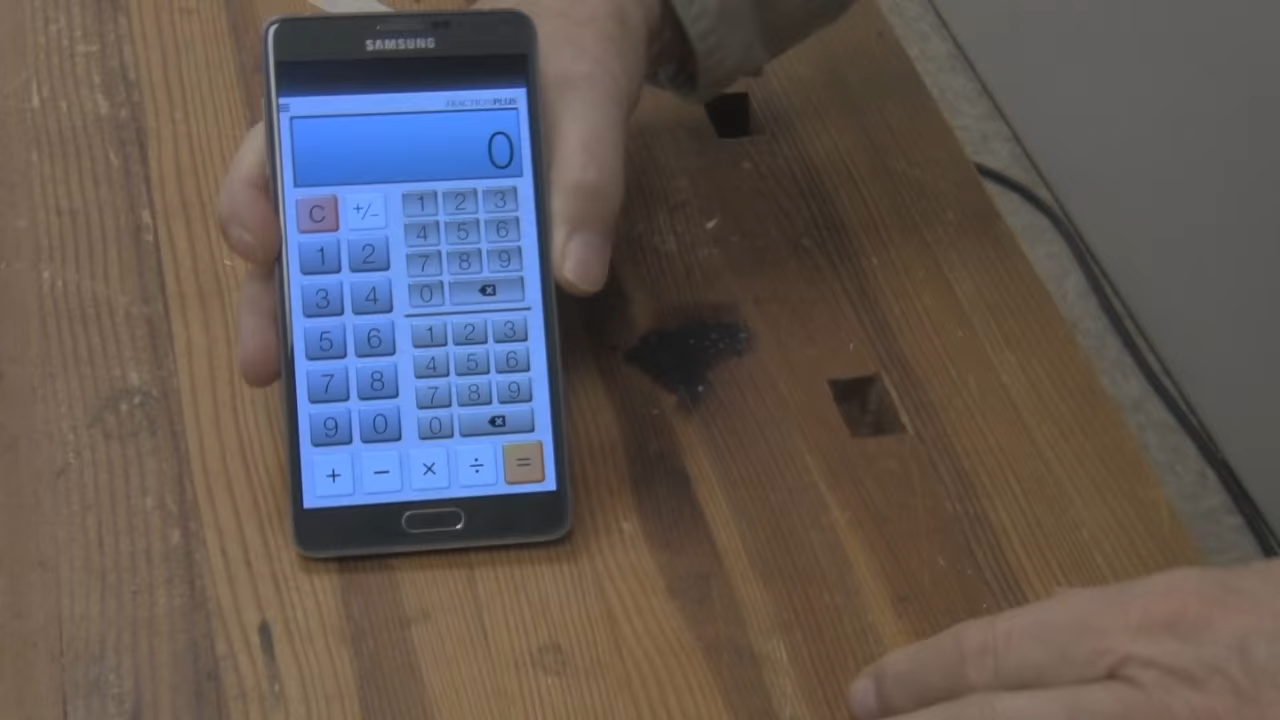 SAMSUNG
FRACTIONPLUS
0
C +/-
1 2 3
4 5 6
7 8 9
0
1 2
3 4
5 6
7 8
9 0
1 2 3
4 5 6
7 8 9
0
+ − × ÷ =